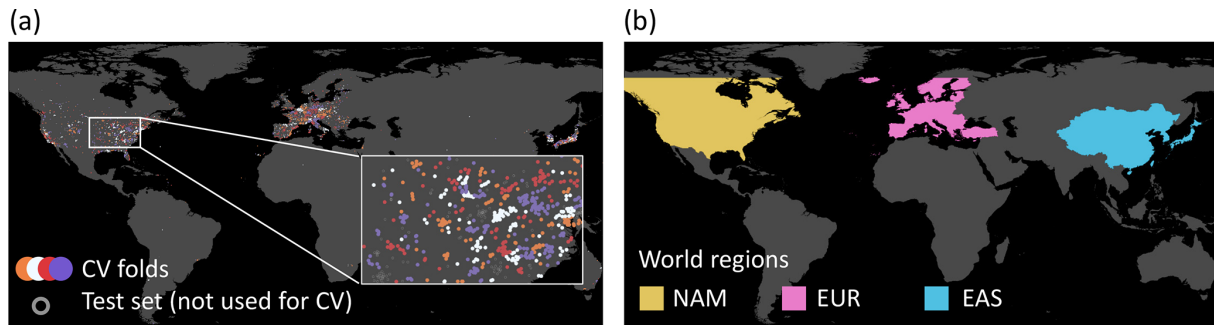 (a)
CV folds
Test set (not used for CV)
(b)
World regions
NAM EUR EAS